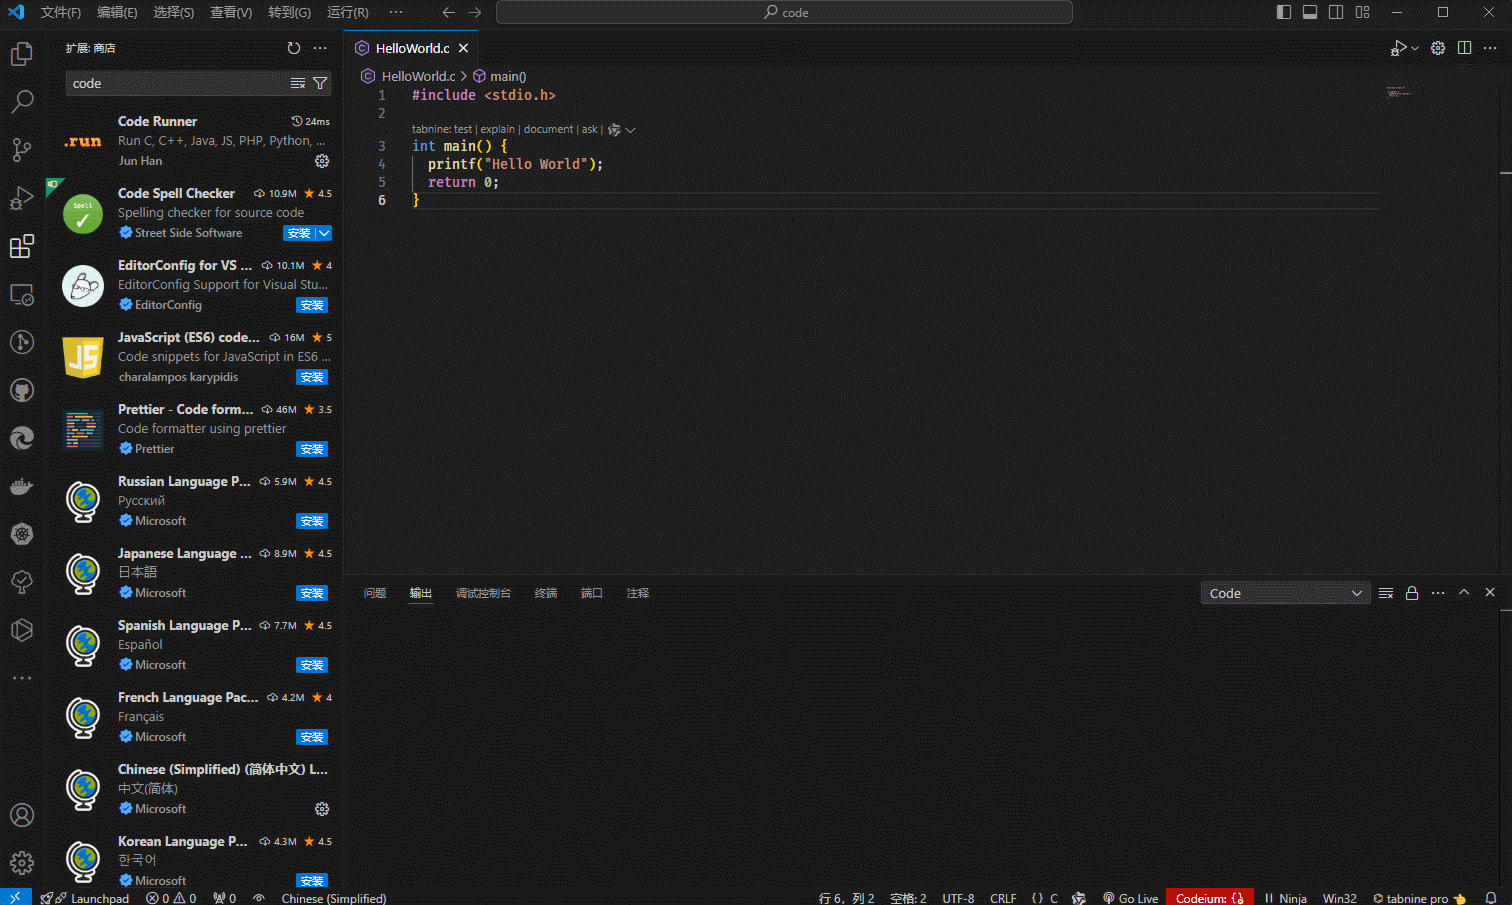 文件(F) 编辑(E) 选择(S) 查看(V) 转到(G) 运行(R) ···
code
扩展: 商店
code
Code Runner 24ms
Run C, C++, Java, JS, PHP, Python, ...
Jun Han
Code Spell Checker 10.9M 4.5
Spelling checker for source code
Street Side Software 安装
EditorConfig for VS ... 10.1M 4
EditorConfig Support for Visual Stu...
EditorConfig 安装
JavaScript (ES6) code... 16M 5
Code snippets for JavaScript in ES6 ...
charalampos karypidis 安装
Prettier - Code form... 46M 3.5
Code formatter using prettier
Prettier 安装
Russian Language P... 5.9M 4.5
Русский
Microsoft 安装
Japanese Language ... 8.9M 4.5
日本語
Microsoft 安装
Spanish Language P... 7.7M 4.5
Español
Microsoft 安装
French Language Pac... 4.2M 4
Français
Microsoft 安装
Chinese (Simplified) (简体中文) L...
中文(简体)
Microsoft
Korean Language P... 4.3M 4.5
한국어
Microsoft 安装
.run
Spell
JS
HelloWorld.c
HelloWorld.c > main()
1 #include <stdio.h>
2
tabnine: test | explain | document | ask |
3 int main() {
4 printf("Hello World");
5 return 0;
6 }
问题 输出 调试控制台 终端 端口 注释
Code
Launchpad 0 0 0 Chinese (Simplified) 行 6，列 2 空格: 2 UTF-8 CRLF {} C Go Live Codeium: {} Ninja Win32 tabnine pro